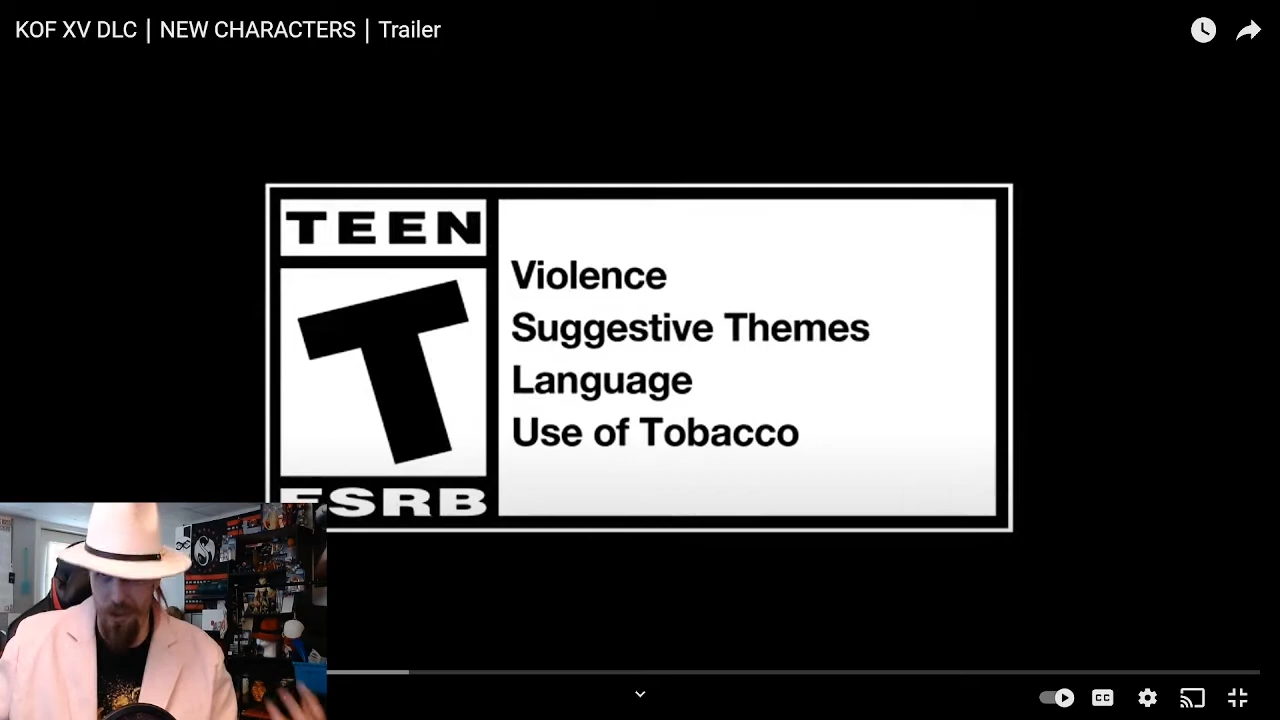 KOF XV DLC | NEW CHARACTERS | Trailer
TEEN
T
ESRB
Violence
Suggestive Themes
Language
Use of Tobacco
CC